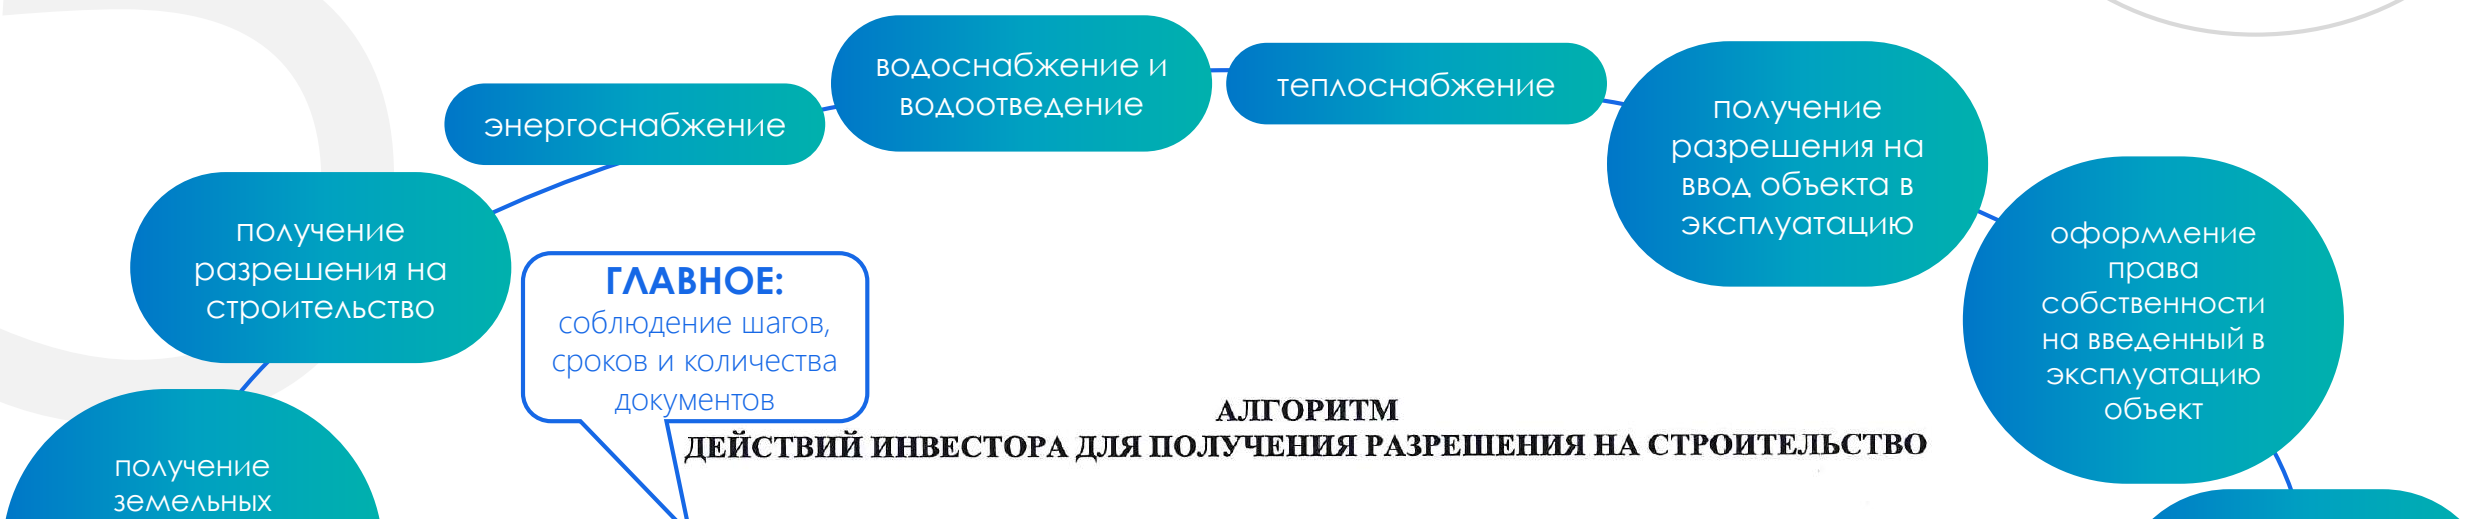 водоснабжение и
водоотведение
теплоснабжение
энергоснабжение
получение
разрешения на
ввод объекта в
эксплуатацию
получение
разрешения на
строительство
оформление
права
собственности
на введенный в
эксплуатацию
объект
ГЛАВНОЕ:
соблюдение шагов,
сроков и количества
документов
АЛГОРИТМ
ДЕЙСТВИЙ ИНВЕСТОРА ДЛЯ ПОЛУЧЕНИЯ РАЗРЕШЕНИЯ НА СТРОИТЕЛЬСТВО
получение
земельных